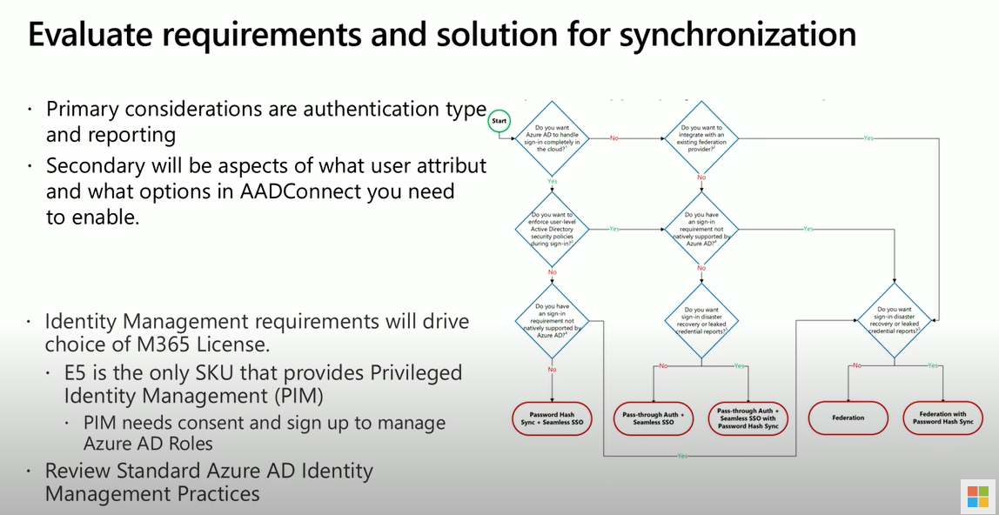 Evaluate requirements and solution for synchronization
· Primary considerations are authentication type
and reporting
· Secondary will be aspects of what user attribut
and what options in AADConnect you need
to enable.
· Identity Management requirements will drive
choice of M365 License.
· E5 is the only SKU that provides Privileged
Identity Management (PIM)
· PIM needs consent and sign up to manage
Azure AD Roles
· Review Standard Azure AD Identity
Management Practices
Start
Do you want
Azure AD to handle
sign-in completely in
the cloud?¹
No
Do you want to
integrate with an
existing federation
provider?²
Yes
Yes
No
Do you want to
enforce user-level
Active Directory
security policies
during sign-in?³
Yes
Do you have
an sign-in
requirement not
natively supported by
Azure AD?⁴
Yes
No
No
Do you have
an sign-in
requirement not
natively supported by
Azure AD?⁴
Do you want
sign-in disaster
recovery or leaked
credential reports?⁵
Do you want
sign-in disaster
recovery or leaked
credential reports?⁵
No
No
Yes
No
Yes
Password Hash
Sync + Seamless SSO
Pass-through Auth +
Seamless SSO
Pass-through Auth +
Seamless SSO with
Password Hash Sync
Federation
Federation with
Password Hash Sync
Yes